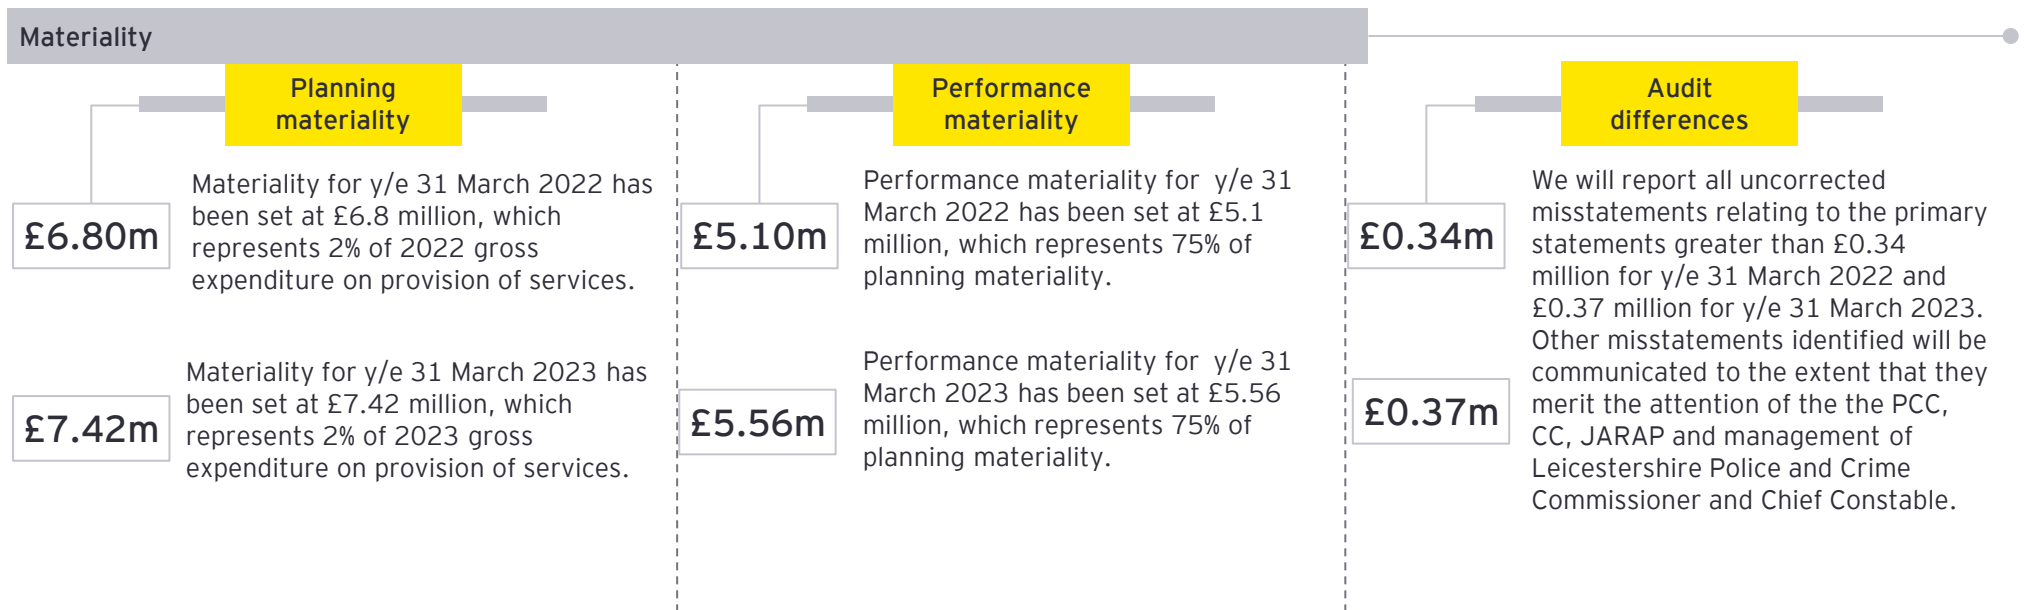 Materiality
Planning
materiality
£6.80m
Materiality for y/e 31 March 2022 has
been set at £6.8 million, which
represents 2% of 2022 gross
expenditure on provision of services.
£7.42m
Materiality for y/e 31 March 2023 has
been set at £7.42 million, which
represents 2% of 2023 gross
expenditure on provision of services.
Performance
materiality
£5.10m
Performance materiality for y/e 31
March 2022 has been set at £5.1
million, which represents 75% of
planning materiality.
£5.56m
Performance materiality for y/e 31
March 2023 has been set at £5.56
million, which represents 75% of
planning materiality.
Audit
differences
£0.34m
£0.37m
We will report all uncorrected
misstatements relating to the primary
statements greater than £0.34
million for y/e 31 March 2022 and
£0.37 million for y/e 31 March 2023.
Other misstatements identified will be
communicated to the extent that they
merit the attention of the the PCC,
CC, JARAP and management of
Leicestershire Police and Crime
Commissioner and Chief Constable.